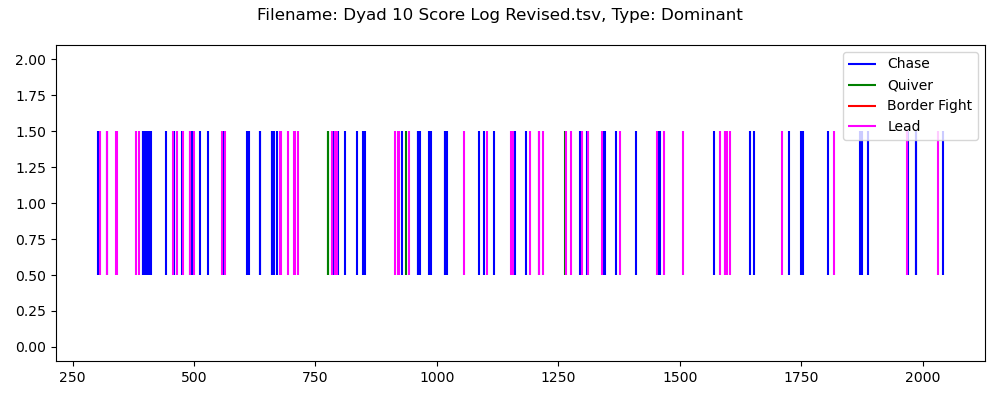 Filename: Dyad 10 Score Log Revised.tsv, Type: Dominant
2.00
1.75
1.50
1.25
1.00
0.75
0.50
0.25
0.00
Chase
Quiver
Border Fight
Lead
250 500 750 1000 1250 1500 1750 2000